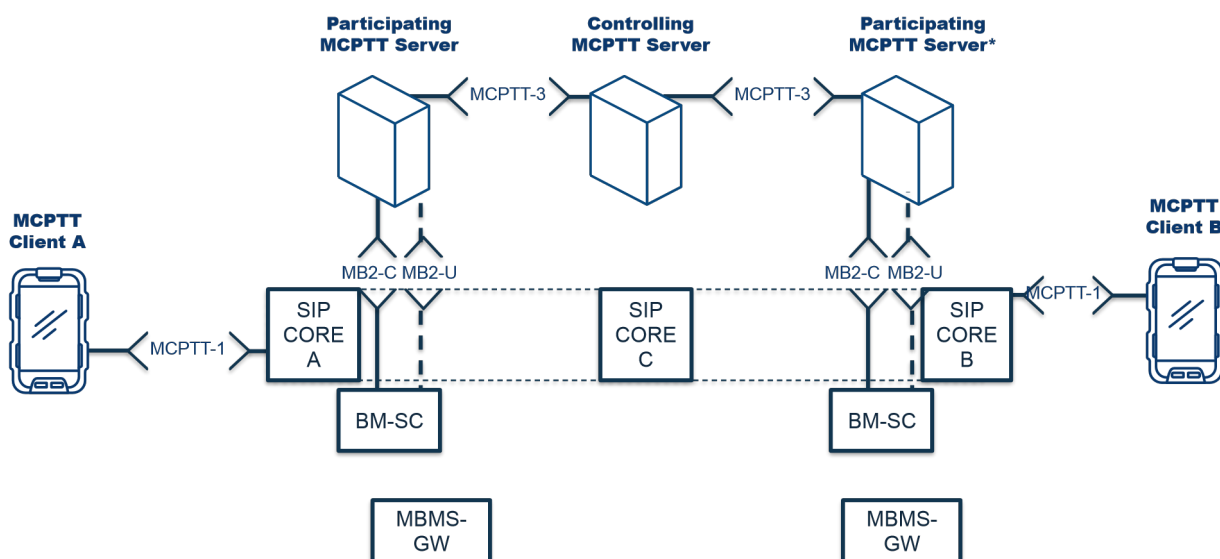 Participating
MCPTT Server
Controlling
MCPTT Server
Participating
MCPTT Server*
MCPTT-3
MCPTT-3
MCPTT
Client A
MCPTT
Client B
MB2-C
MB2-U
MB2-C
MB2-U
MCPTT-1
SIP
CORE
A
SIP
CORE
C
SIP
CORE
B
MCPTT-1
BM-SC
BM-SC
MBMS-
GW
MBMS-
GW